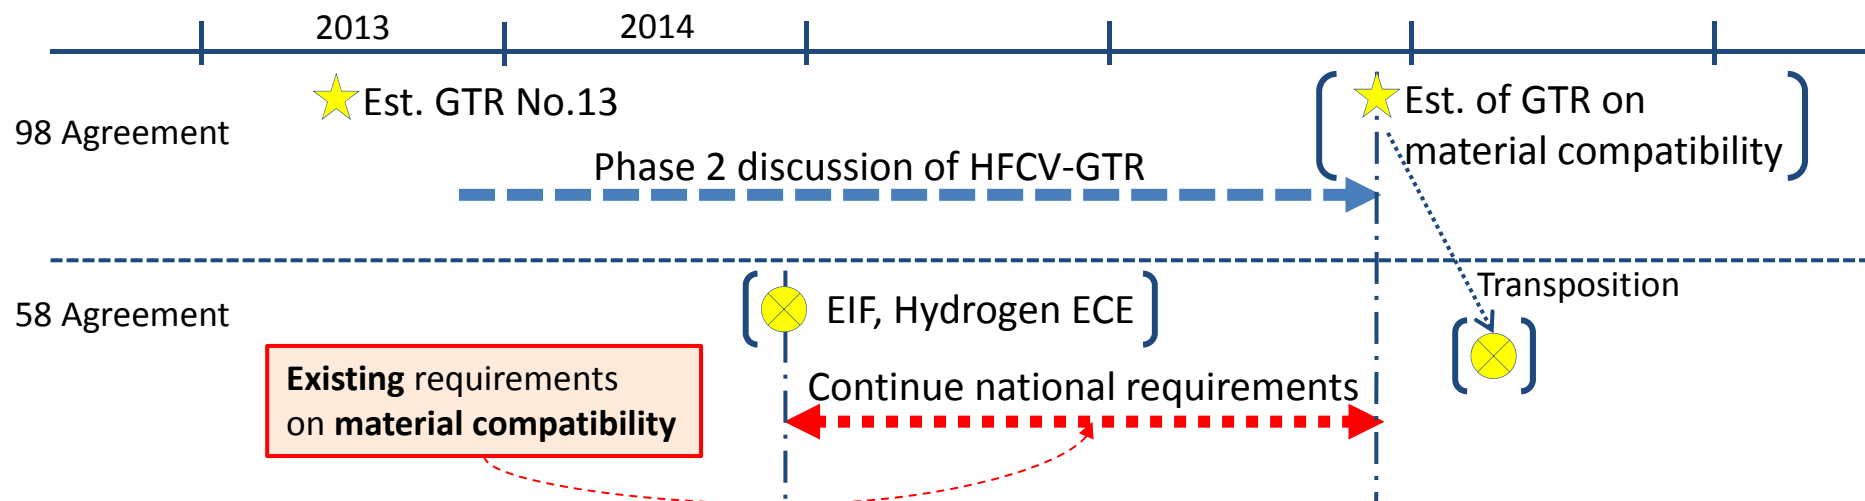 2013 2014
Est. GTR No.13
Est. of GTR on
material compatibility
98 Agreement
Phase 2 discussion of HFCV-GTR
58 Agreement
EIF, Hydrogen ECE
Transposition
Existing requirements
on material compatibility
Continue national requirements